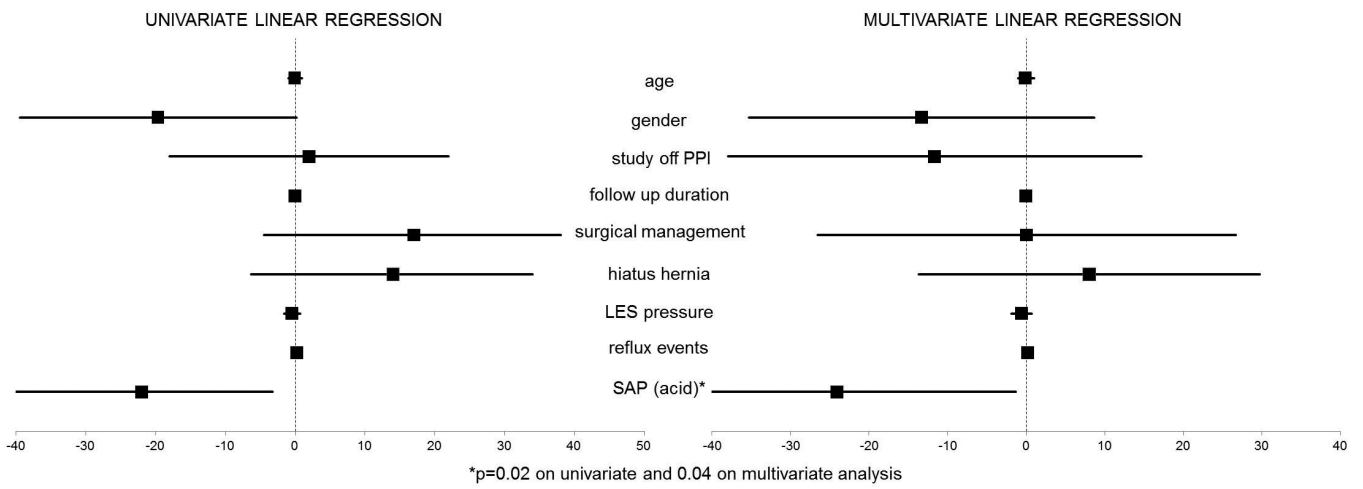 UNIVARIATE LINEAR REGRESSION
MULTIVARIATE LINEAR REGRESSION
age
gender
study off PPI
follow up duration
surgical management
hiatus hernia
LES pressure
reflux events
SAP (acid)*
-40 -30 -20 -10 0 10 20 30 40 50
-40 -30 -20 -10 0 10 20 30 40
*p=0.02 on univariate and 0.04 on multivariate analysis